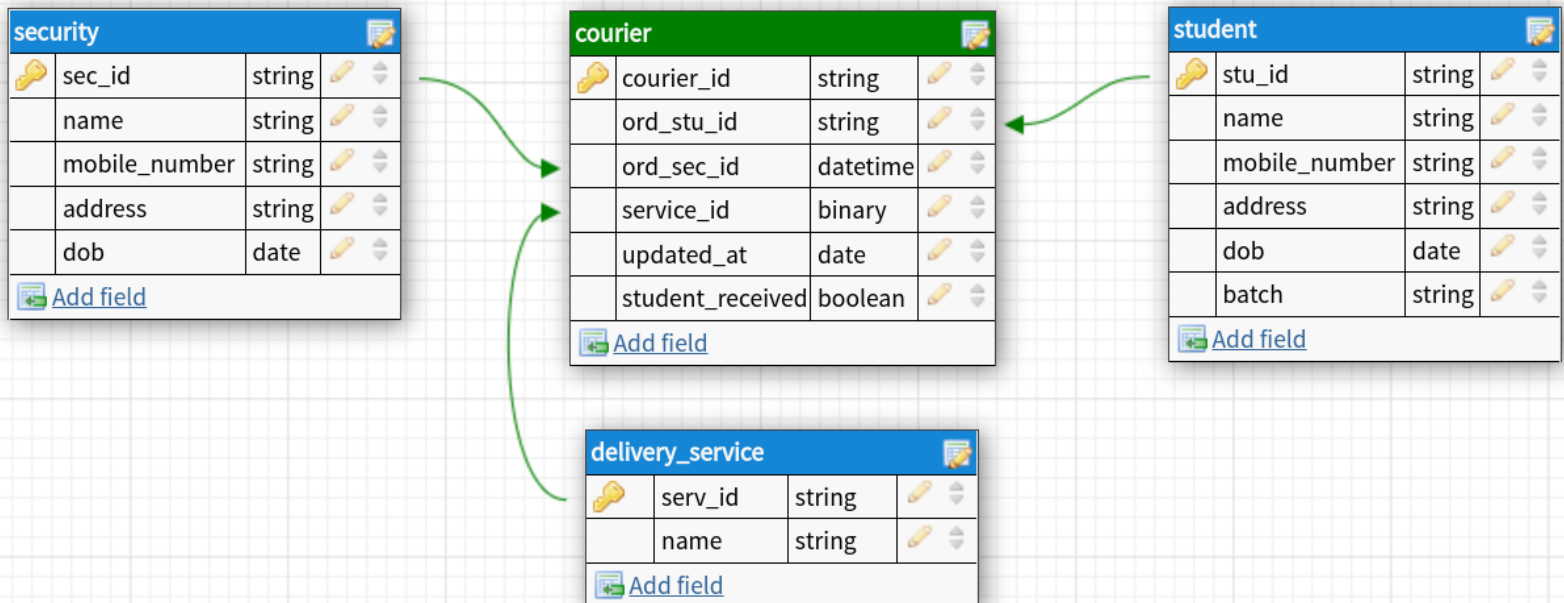 security
sec_id string
name string
mobile_number string
address string
dob date
Add field
courier
courier_id string
ord_stu_id string
ord_sec_id datetime
service_id binary
updated_at date
student_received boolean
Add field
student
stu_id string
name string
mobile_number string
address string
dob date
batch string
Add field
delivery_service
serv_id string
name string
Add field